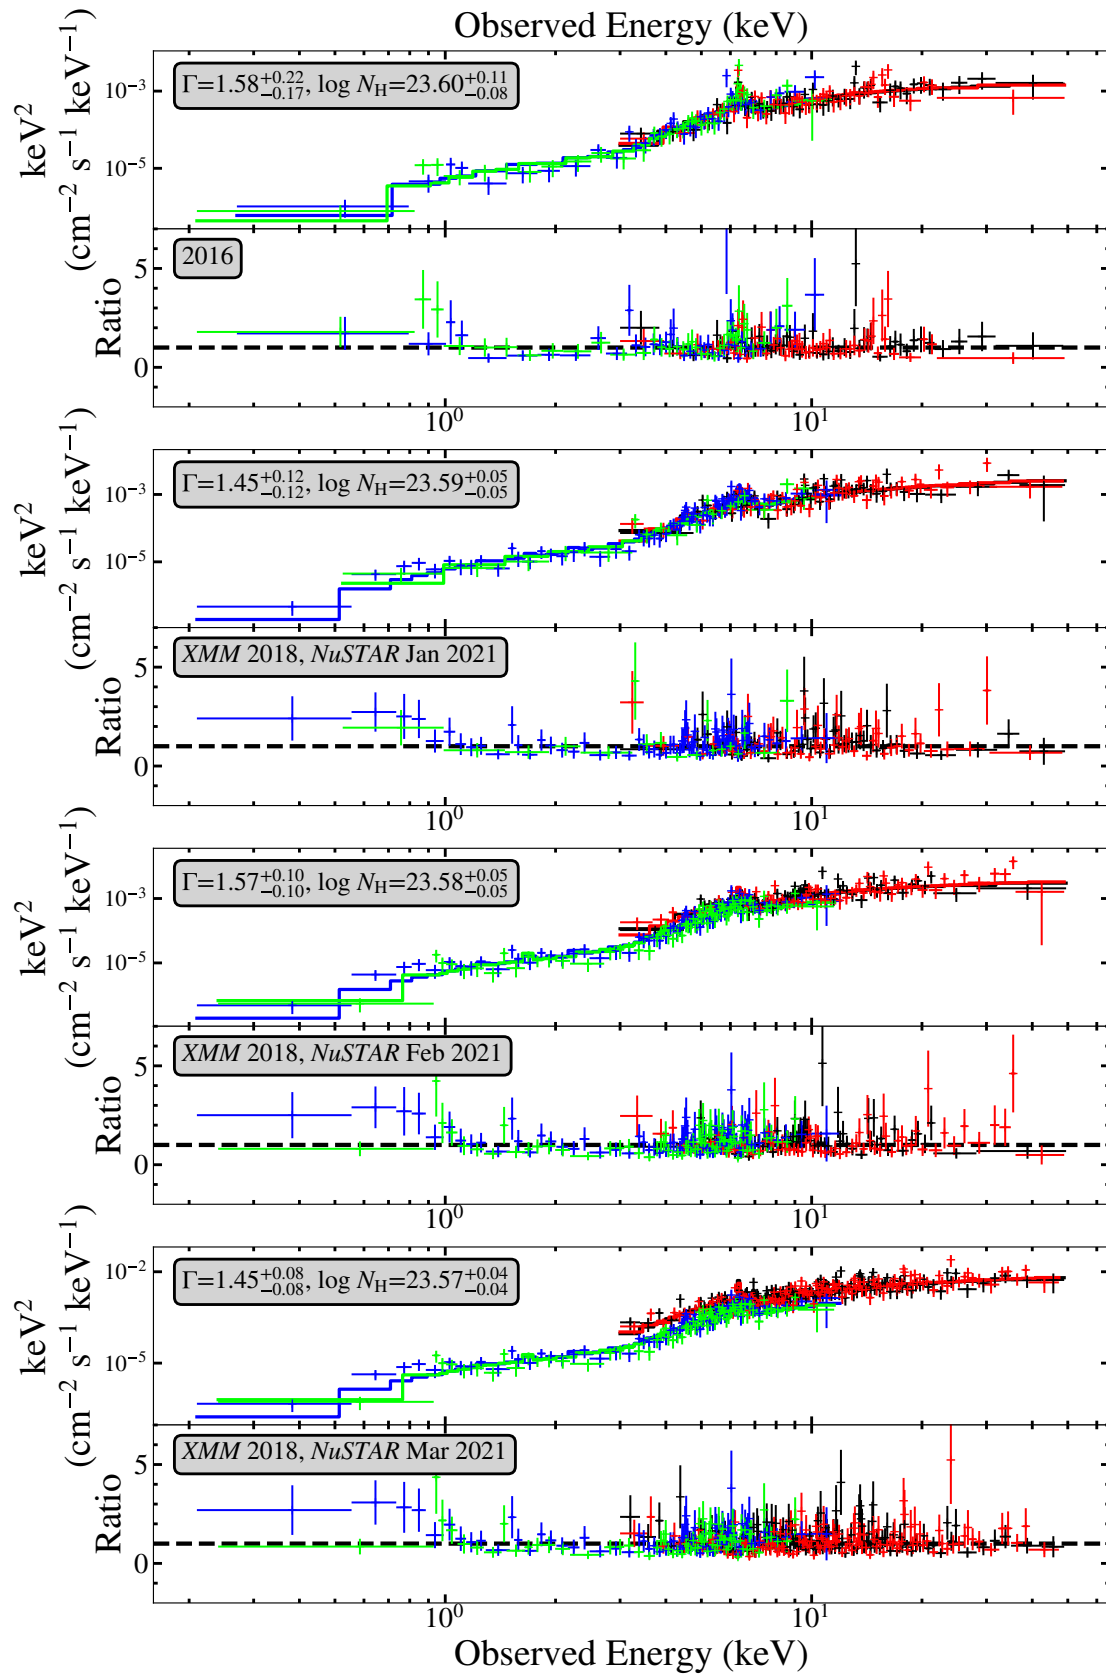 Observed Energy (keV)
keV²
(cm⁻² s⁻¹ keV⁻¹)
10⁻³
10⁻⁵
Γ=1.58+0.22−0.17, log NH=23.60+0.11−0.08
Ratio
5
0
2016
10⁰ 10¹
keV²
(cm⁻² s⁻¹ keV⁻¹)
10⁻³
10⁻⁵
Γ=1.45+0.12−0.12, log NH=23.59+0.05−0.05
Ratio
5
0
XMM 2018, NuSTAR Jan 2021
10⁰ 10¹
keV²
(cm⁻² s⁻¹ keV⁻¹)
10⁻³
10⁻⁵
Γ=1.57+0.10−0.10, log NH=23.58+0.05−0.05
Ratio
5
0
XMM 2018, NuSTAR Feb 2021
10⁰ 10¹
keV²
(cm⁻² s⁻¹ keV⁻¹)
10⁻²
10⁻⁵
Γ=1.45+0.08−0.08, log NH=23.57+0.04−0.04
Ratio
5
0
XMM 2018, NuSTAR Mar 2021
10⁰ 10¹
Observed Energy (keV)